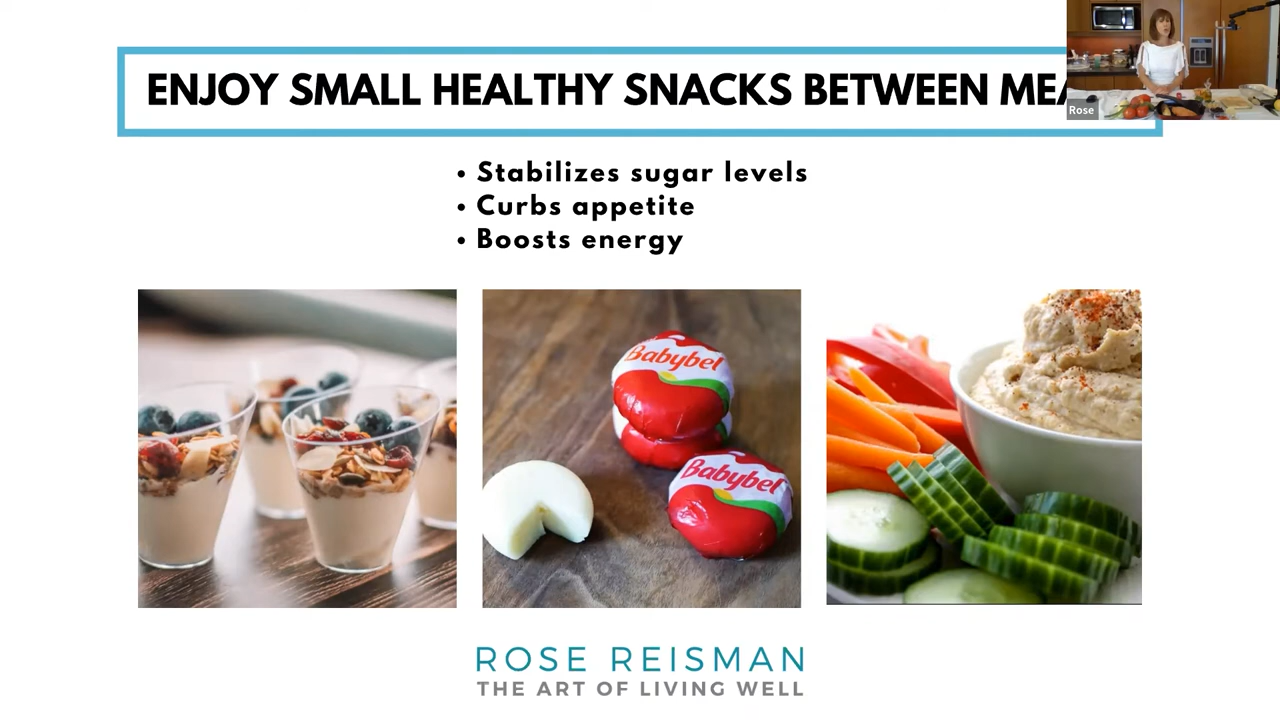 ENJOY SMALL HEALTHY SNACKS BETWEEN
Rose
• Stabilizes sugar levels
• Curbs appetite
• Boosts energy
Babybel
Babybel
ROSE REISMAN
THE ART OF LIVING WELL